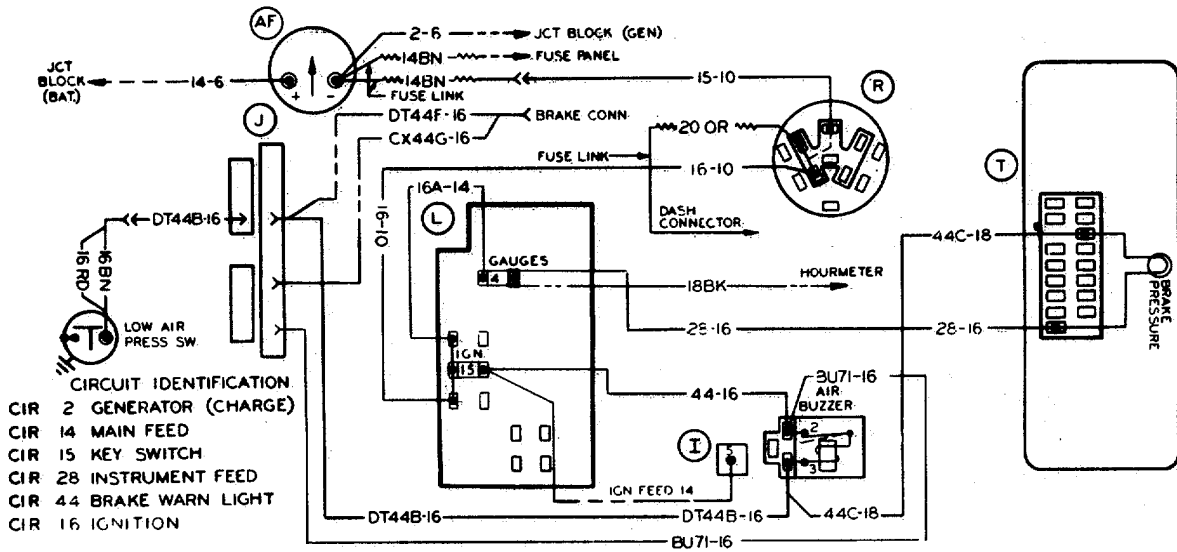 AF
2-6 JCT BLOCK (GEN)
14BN FUSE PANEL
JCT BLOCK (BAT.)
14-6
+ -
14BN
15-10
FUSE LINK
R
J
DT44F-16 BRAKE CONN.
CX44G-16
20 OR
FUSE LINK
16-10
T
16A-14
16-10
L
DASH CONNECTOR
DT44B-16
44C-18
GAUGES
4
HOURMETER
18BK
16 RD
16BN
28-16
28-16
BRAKE PRESSURE
T
LOW AIR PRESS SW.
IGN.
15
BU71-16
44-16
AIR BUZZER
2
3
I
5
IGN FEED 14
CIRCUIT IDENTIFICATION
CIR 2 GENERATOR (CHARGE)
CIR 14 MAIN FEED
CIR 15 KEY SWITCH
CIR 28 INSTRUMENT FEED
CIR 44 BRAKE WARN LIGHT
CIR 16 IGNITION
DT44B-16
DT44B-16
44C-18
BU71-16